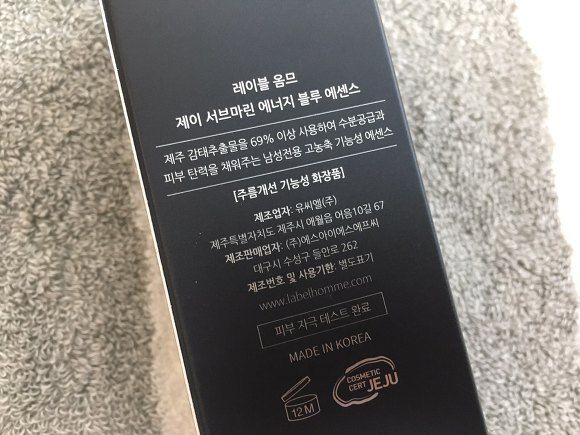 레이블 옴므
제이 서브마린 에너지 블루 에센스
제주 감태추출물을 69% 이상 사용하여 수분공급과
피부 탄력을 채워주는 남성전용 고농축 기능성 에센스
[주름개선 기능성 화장품]
제조업자: 유씨엘(주)
제주특별자치도 제주시 애월읍 어음10길 67
제조판매업자: (주)에스아이에스에프씨
대구시 수성구 들안로 262
제조번호 및 사용기한: 별도표기
www.labelhomme.com
피부 자극 테스트 완료
MADE IN KOREA
12M
COSMETIC
CERT JEJU